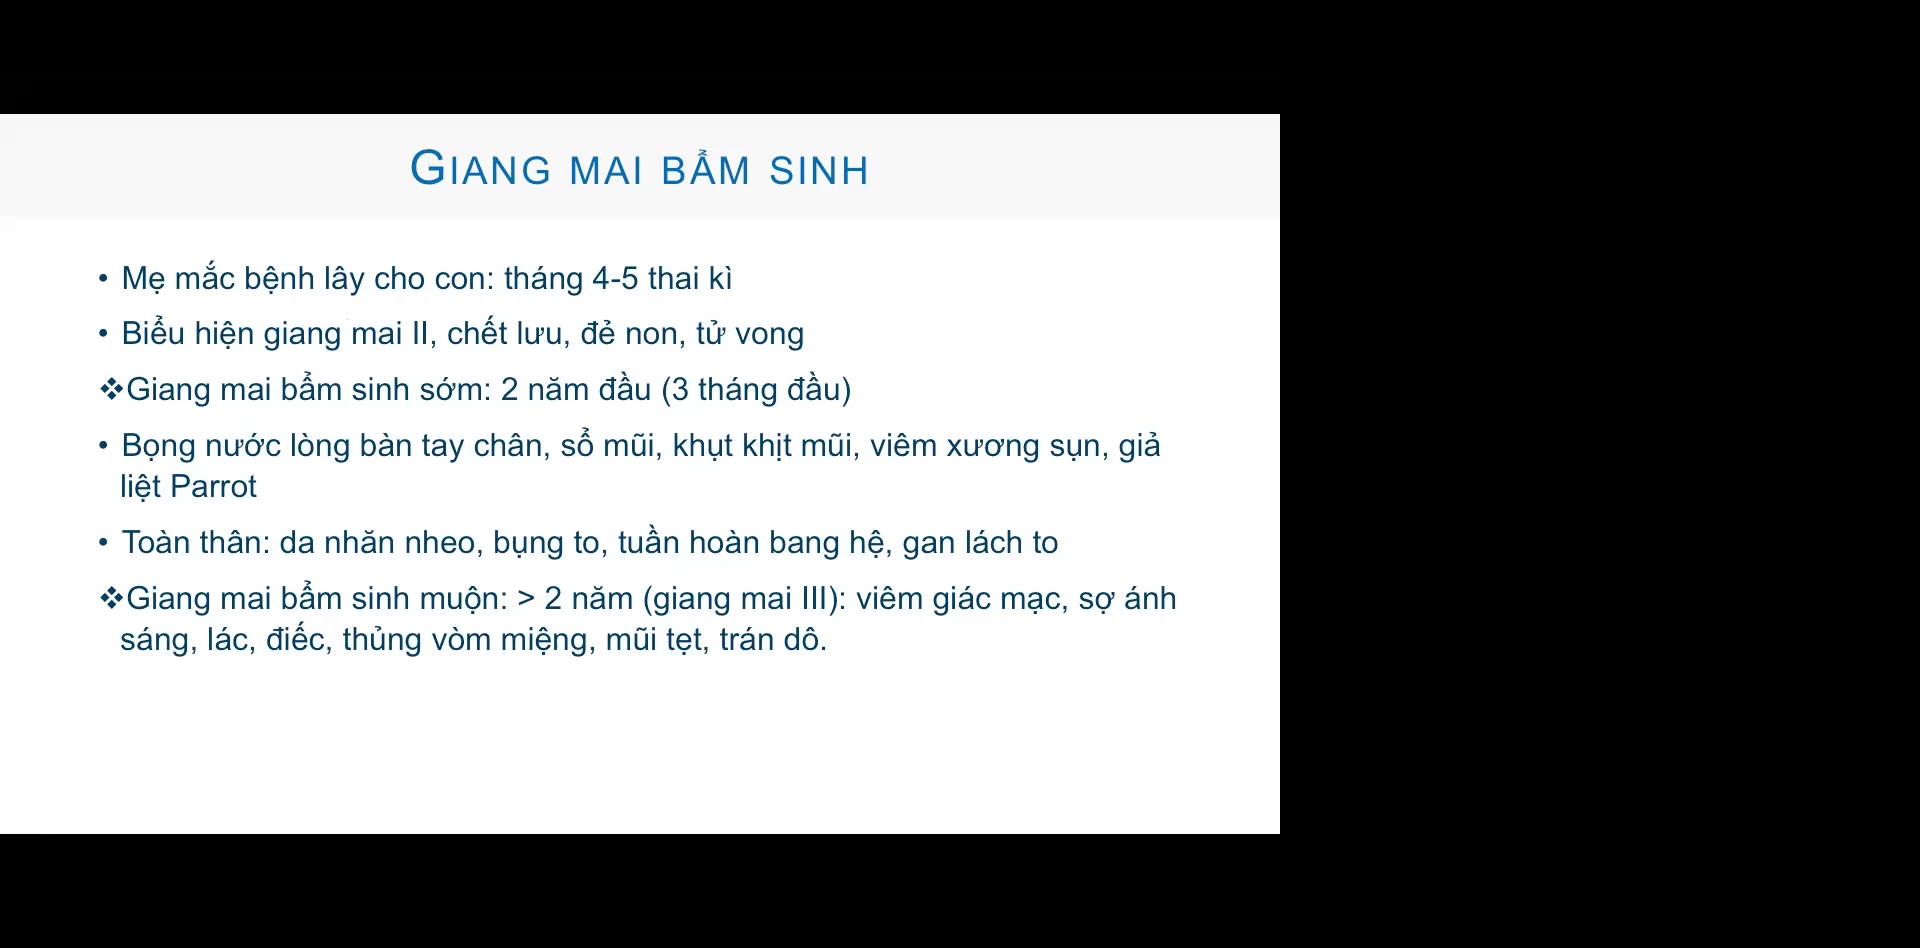 GIANG MAI BẨM SINH
• Mẹ mắc bệnh lây cho con: tháng 4-5 thai kì
• Biểu hiện giang mai II, chết lưu, đẻ non, tử vong
❖Giang mai bẩm sinh sớm: 2 năm đầu (3 tháng đầu)
• Bọng nước lòng bàn tay chân, sổ mũi, khụt khịt mũi, viêm xương sụn, giả
liệt Parrot
• Toàn thân: da nhăn nheo, bụng to, tuần hoàn bang hệ, gan lách to
❖Giang mai bẩm sinh muộn: > 2 năm (giang mai III): viêm giác mạc, sợ ánh
sáng, lác, điếc, thủng vòm miệng, mũi tẹt, trán dô.